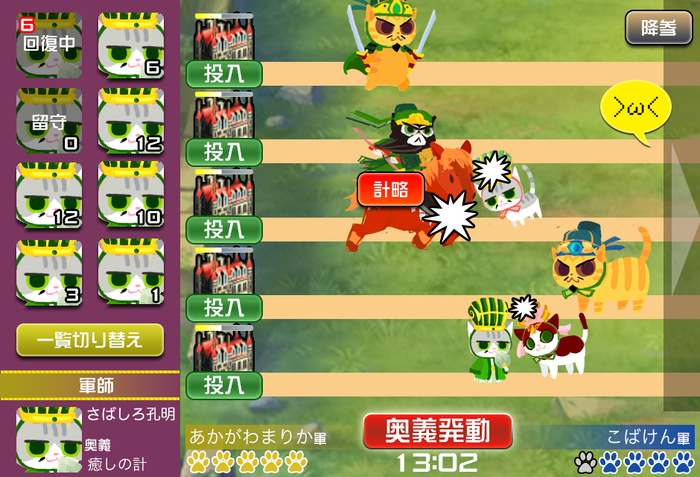 6
回復中
6
留守
0
12
12
10
3
1
一覧切り替え
軍師
さばしろ孔明
奥義
癒しの計
投入
投入
投入
投入
投入
降参
>ω<
計略
奥義発動
13:02
あかがわまりか軍
こばけん軍